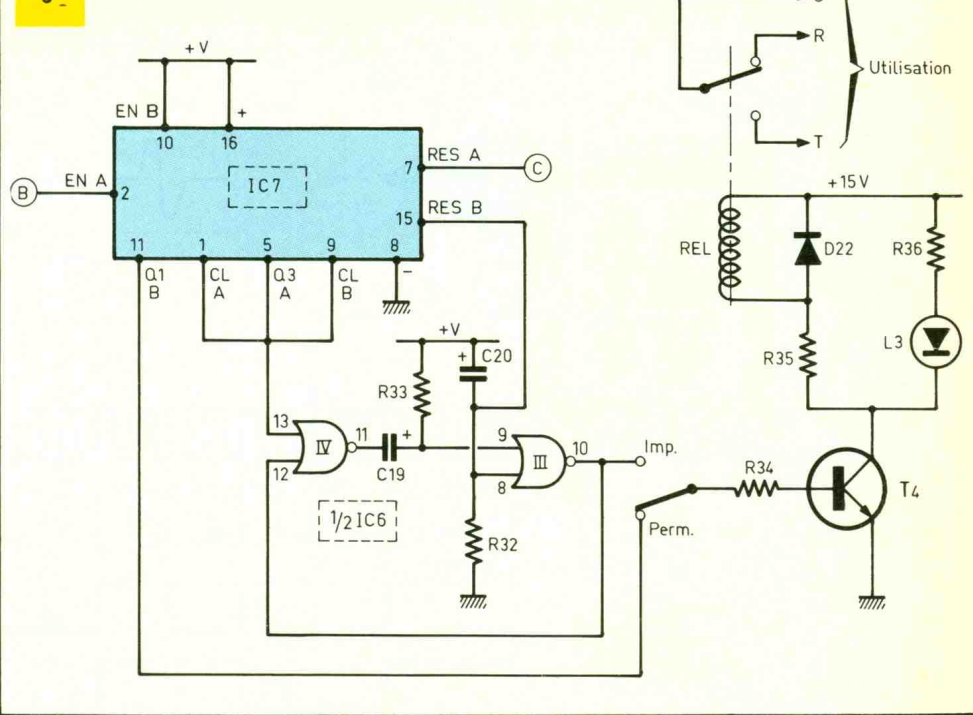 +V
R
Utilisation
T
EN B
+
10
16
RES A
7
C
B
EN A
2
IC7
15
RES B
+15V
11
1
5
9
8
Q1
B
CL
A
Q3
A
CL
B
−
REL
D22
R36
+V
+
C20
R33
R35
L3
13
IV
11
+
12
C19
9
III
10
8
Imp.
R34
T4
1/2 IC6
Perm.
R32